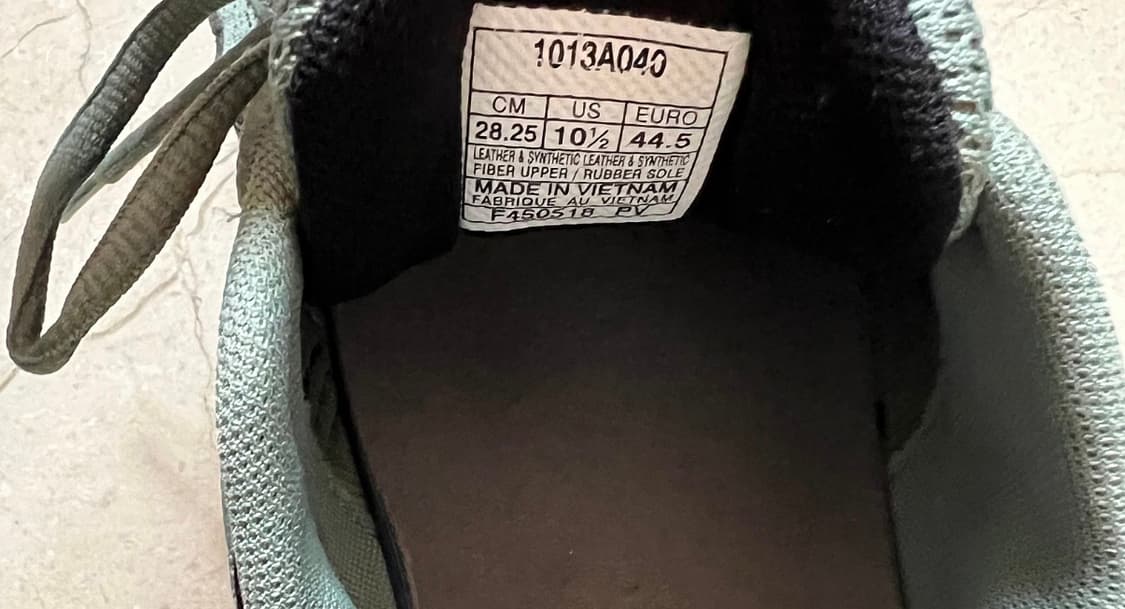 1013A040
CM US EURO
28.25 10½ 44.5
LEATHER & SYNTHETIC LEATHER & SYNTHETIC
FIBER UPPER / RUBBER SOLE
MADE IN VIETNAM
FABRIQUE AU VIETNAM
F450518 PV